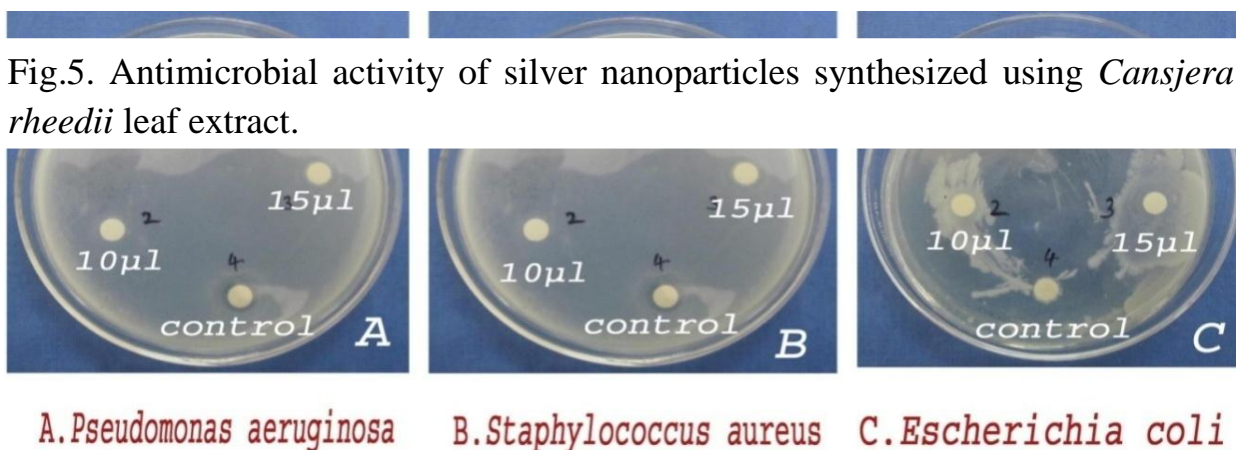 Fig.5. Antimicrobial activity of silver nanoparticles synthesized using Cansjera
rheedii leaf extract.
15µl 3
2
10µl
4
control
A
15µl
2
10µl
4
control
B
2
10µl
3
15µl
4
control
C
A.Pseudomonas aeruginosa
B.Staphylococcus aureus
C.Escherichia coli